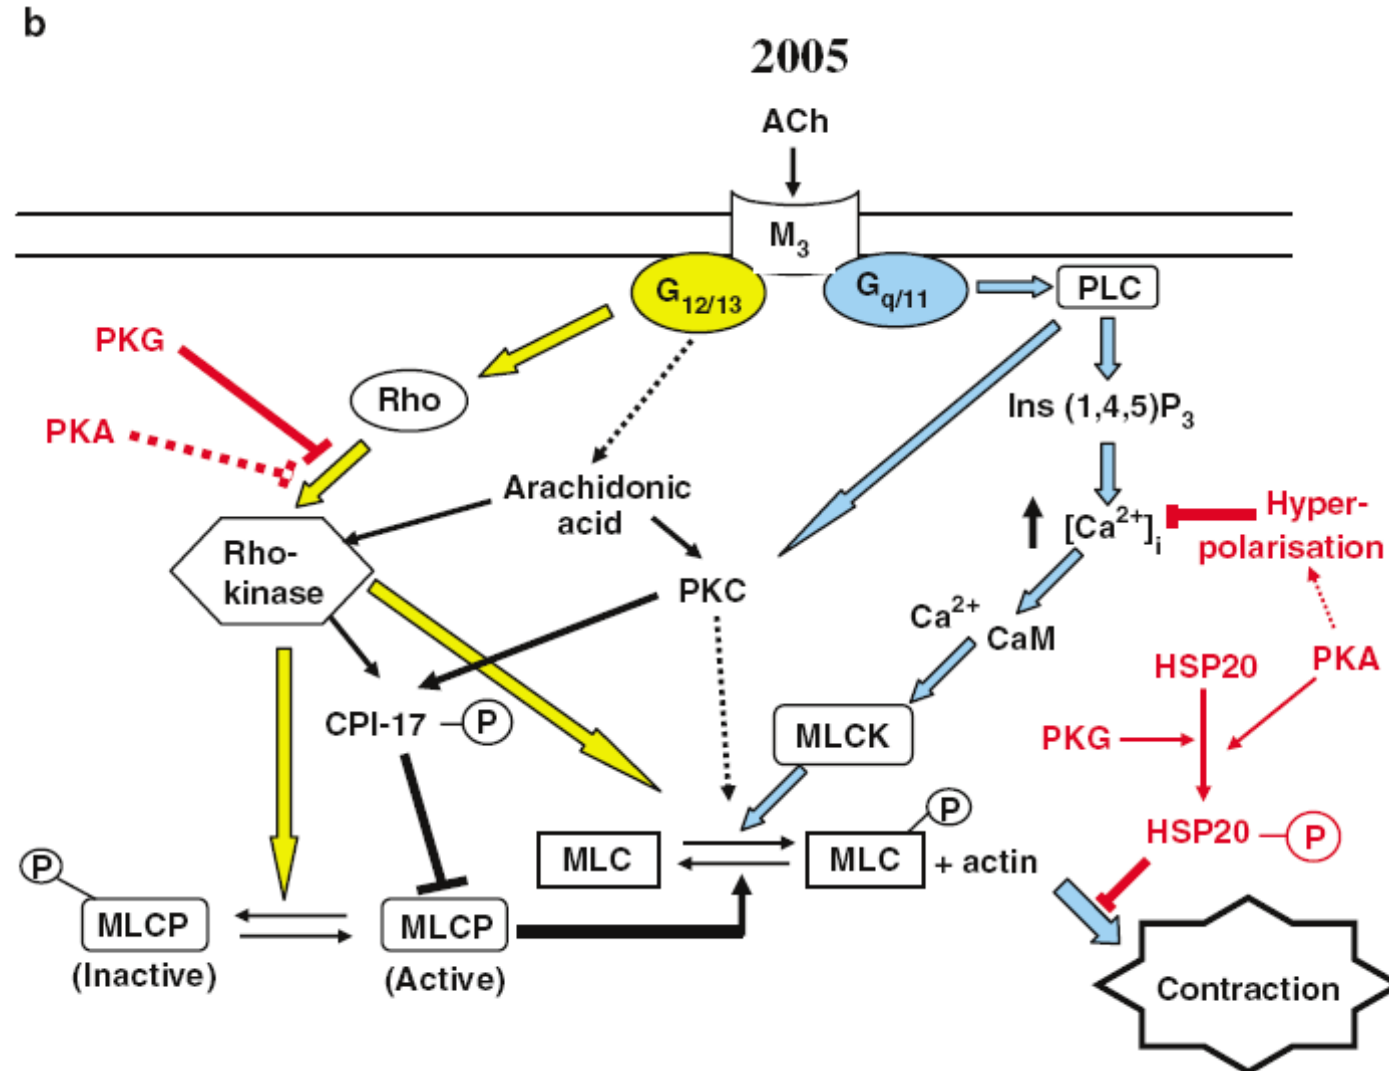 b
2005
ACh
M3
G12/13
Gq/11
PLC
PKG
Rho
PKA
Ins (1,4,5)P3
Arachidonic
acid
[Ca2+]i
Hyper-
polarisation
Rho-
kinase
PKC
Ca2+
CaM
HSP20
PKA
CPI-17
P
MLCK
PKG
P
MLC
MLC
+ actin
HSP20
P
P
MLCP
(Inactive)
MLCP
(Active)
Contraction